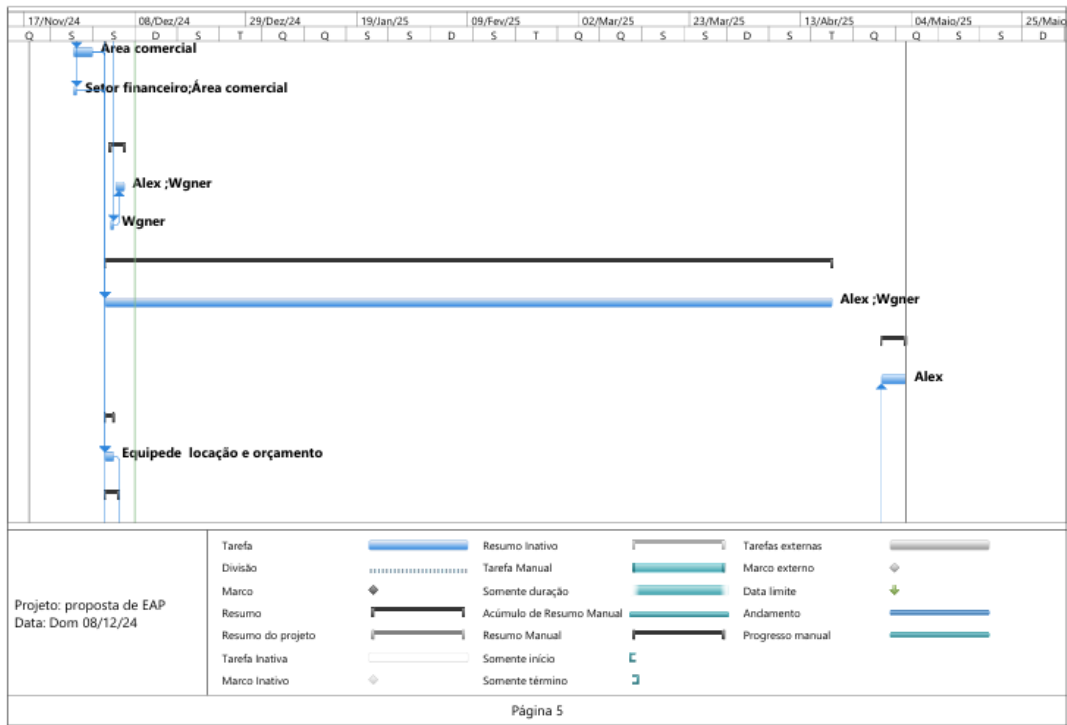 17/Nov/24 08/Dez/24 29/Dez/24 19/Jan/25 09/Fev/25 02/Mar/25 23/Mar/25 13/Abr/25 04/Maio/25 25/Maio
Q S S D S T Q Q S S D S T Q Q S S D S T Q Q S S D
Área comercial
Setor financeiro;Área comercial
Alex ;Wgner
Wgner
Alex ;Wgner
Alex
Equipede locação e orçamento
Projeto: proposta de EAP
Data: Dom 08/12/24
Tarefa
Divisão
Marco
Resumo
Resumo do projeto
Tarefa Inativa
Marco Inativo
Resumo Inativo
Tarefa Manual
Somente duração
Acúmulo de Resumo Manual
Resumo Manual
Somente início
Somente término
Tarefas externas
Marco externo
Data limite
Andamento
Progresso manual
Página 5